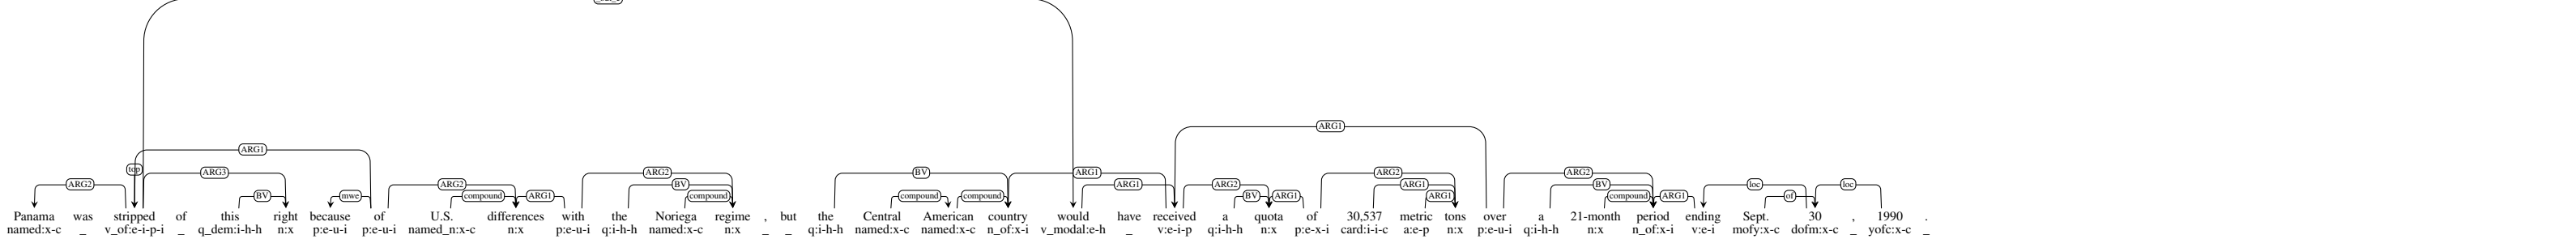 ARG1
ARG1
top
ARG2
ARG3
BV
mwe
ARG2
compound
ARG1
ARG2
BV
compound
BV
compound
compound
ARG1
ARG1
ARG2
BV
ARG1
ARG2
ARG1
ARG1
ARG2
BV
compound
ARG1
loc
of
loc
Panama was stripped of this right because of U.S. differences with the Noriega regime , but the Central American country would have received a quota of 30,537 metric tons over a 21-month period ending Sept. 30 , 1990 .
named:x-c _ v_of:e-i-p-i _ q_dem:i-h-h n:x p:e-u-i p:e-u-i named_n:x-c n:x p:e-u-i q:i-h-h named:x-c n:x _ _ q:i-h-h named:x-c named:x-c n_of:x-i v_modal:e-h _ v:e-i-p q:i-h-h n:x p:e-x-i card:i-i-c a:e-p n:x p:e-u-i q:i-h-h n:x n_of:x-i v:e-i mofy:x-c dofm:x-c _ yofc:x-c _